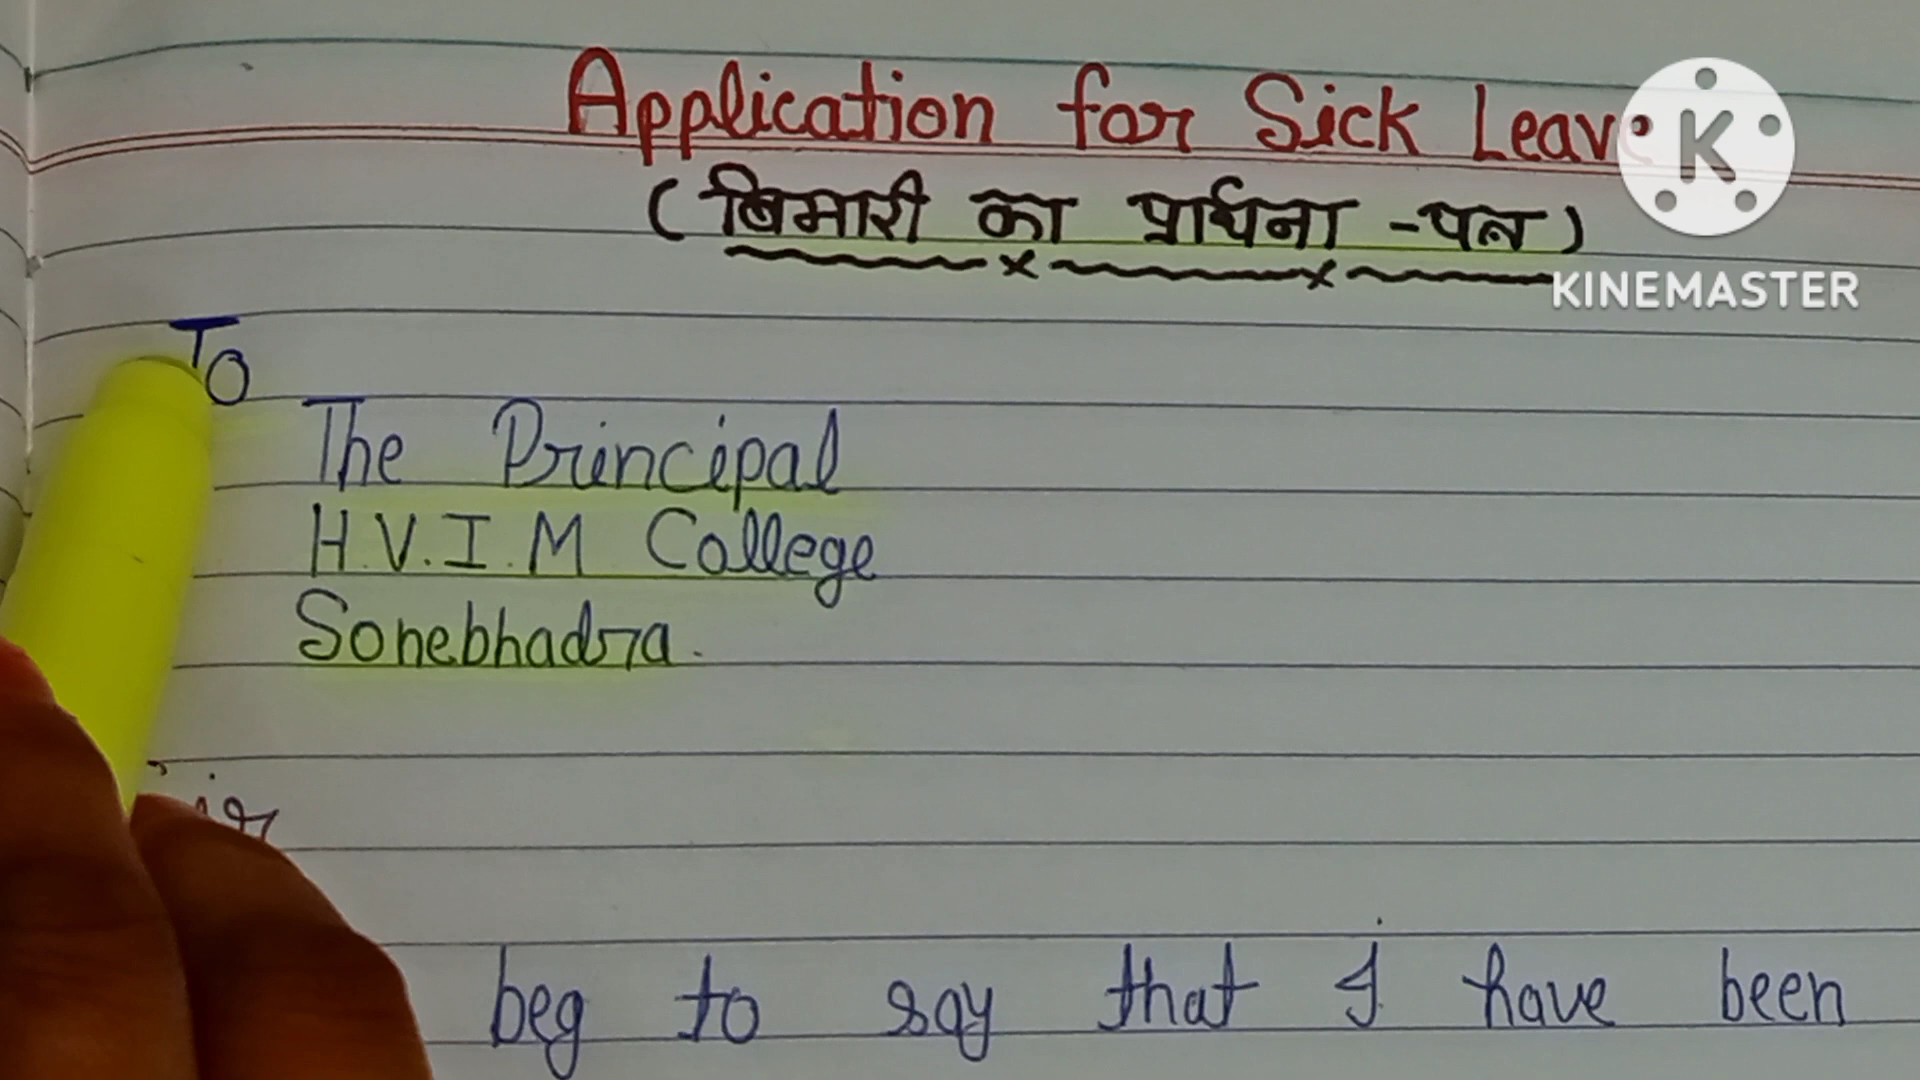 Application for Sick Leave
(बिमारी का प्रार्थना -पत्र)
KINEMASTER
To
The Principal
H.V.I.M College
Sonebhadra.
beg to say that I have been